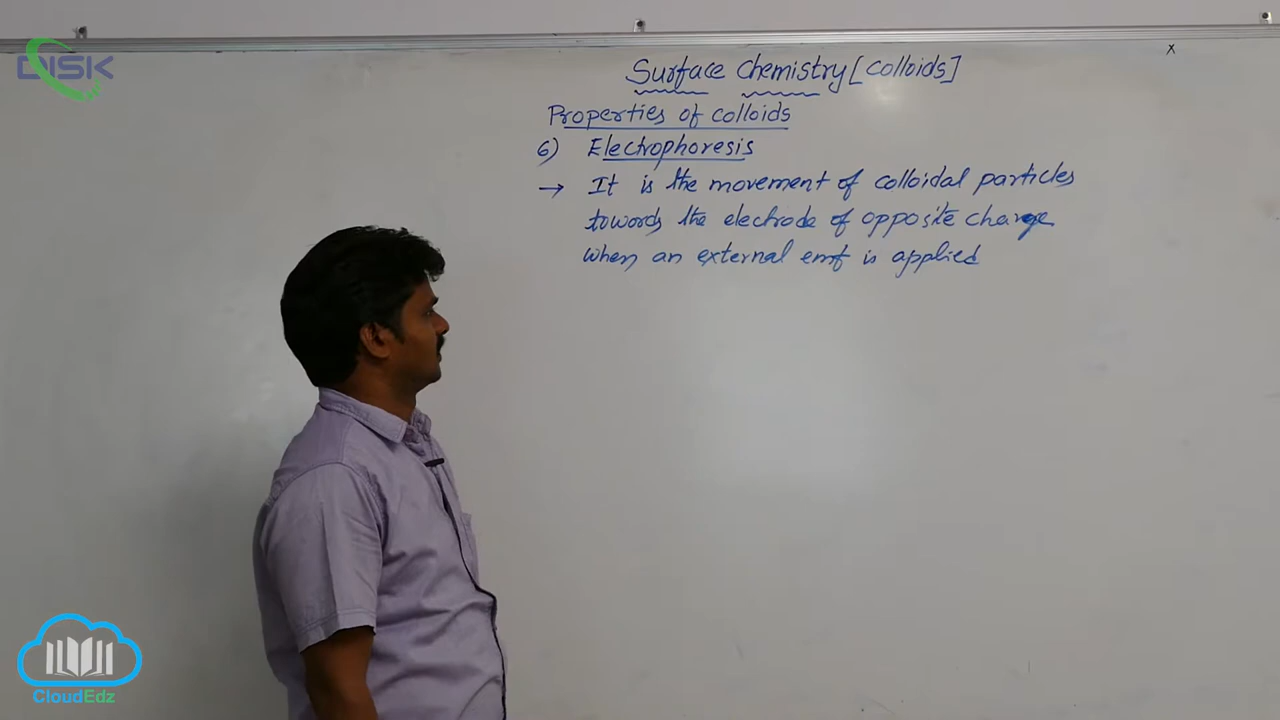 DISK
x
Surface Chemistry [Colloids]
Properties of colloids
6) Electrophoresis
→ It is the movement of colloidal particles
towards the electrode of opposite charge
when an external emf is applied
CloudEdz